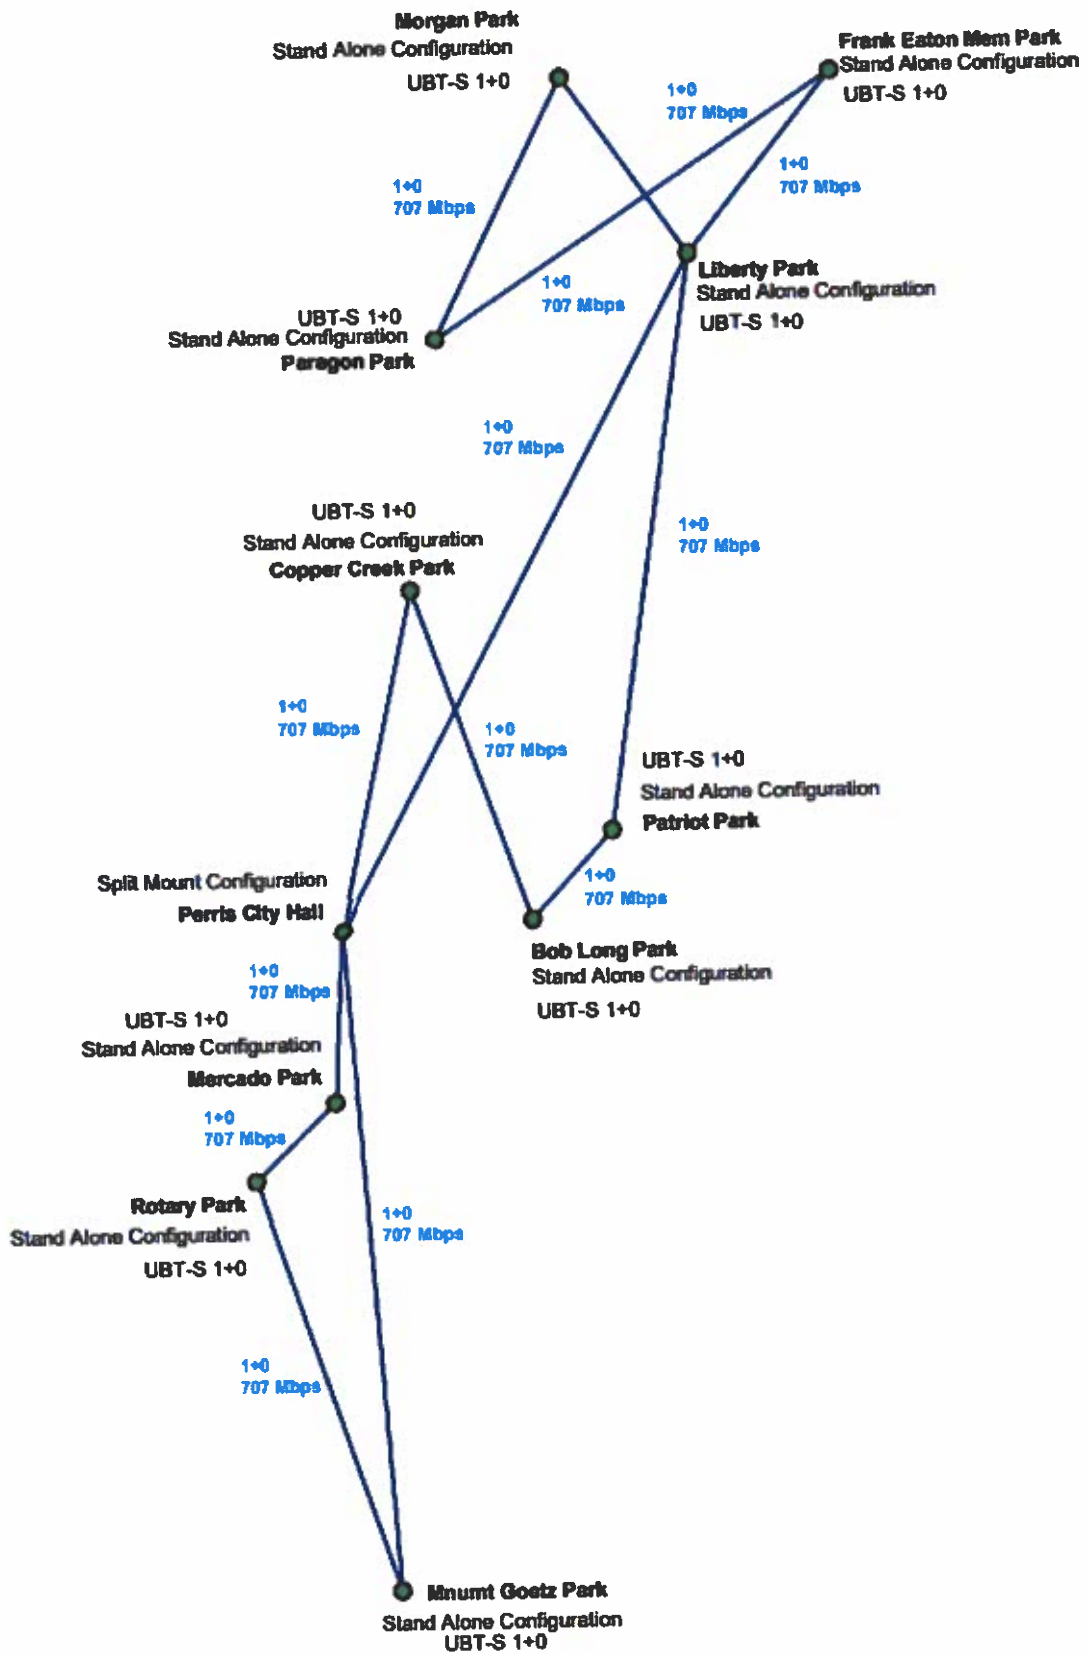 Morgan Park
Stand Alone Configuration
UBT-S 1+0
Frank Eaton Mem Park
Stand Alone Configuration
UBT-S 1+0
1+0
707 Mbps
1+0
707 Mbps
1+0
707 Mbps
Liberty Park
Stand Alone Configuration
UBT-S 1+0
1+0
707 Mbps
UBT-S 1+0
Stand Alone Configuration
Paragon Park
1+0
707 Mbps
UBT-S 1+0
Stand Alone Configuration
Copper Creek Park
1+0
707 Mbps
1+0
707 Mbps
1+0
707 Mbps
UBT-S 1+0
Stand Alone Configuration
Patriot Park
Split Mount Configuration
Perris City Hall
1+0
707 Mbps
Bob Long Park
Stand Alone Configuration
UBT-S 1+0
1+0
707 Mbps
UBT-S 1+0
Stand Alone Configuration
Mercado Park
1+0
707 Mbps
Rotary Park
Stand Alone Configuration
UBT-S 1+0
1+0
707 Mbps
1+0
707 Mbps
Mnumt Goetz Park
Stand Alone Configuration
UBT-S 1+0